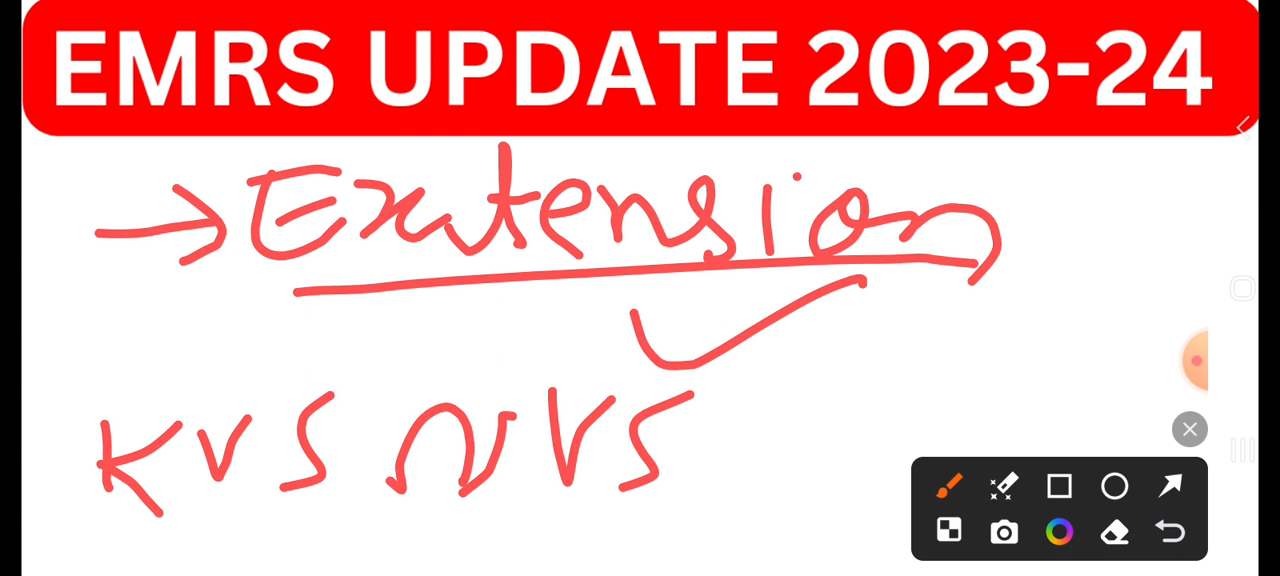 EMRS UPDATE 2023-24
→ Extension
KVS NVS